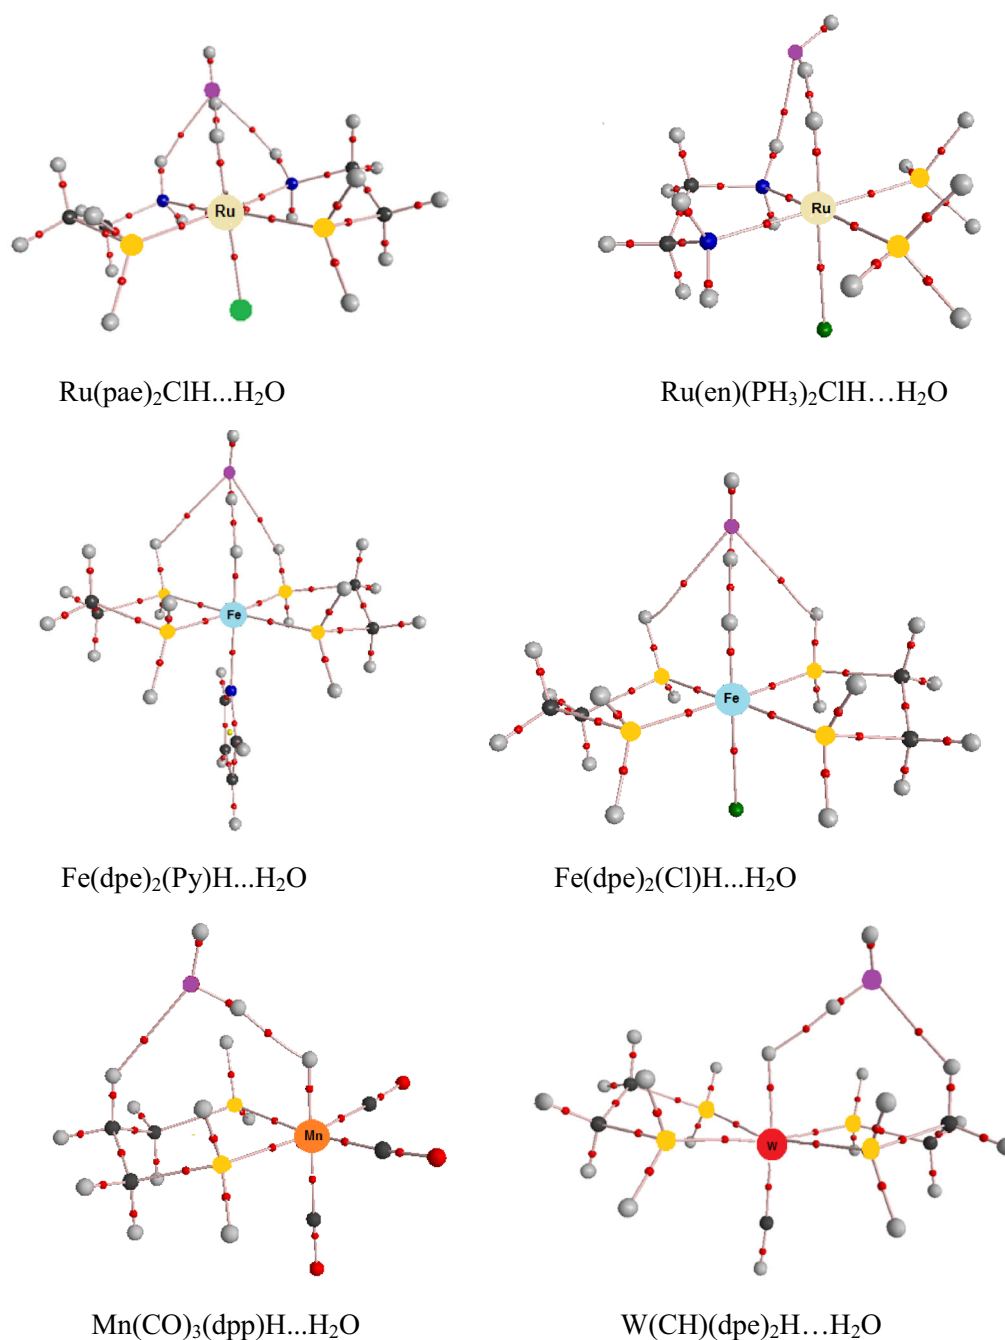 Ru
Ru
Ru(pae)₂ClH...H₂O
Ru(en)(PH₃)₂ClH…H₂O
Fe
Fe
Fe(dpe)₂(Py)H...H₂O
Fe(dpe)₂(Cl)H...H₂O
Mn
W
Mn(CO)₃(dpp)H...H₂O
W(CH)(dpe)₂H…H₂O